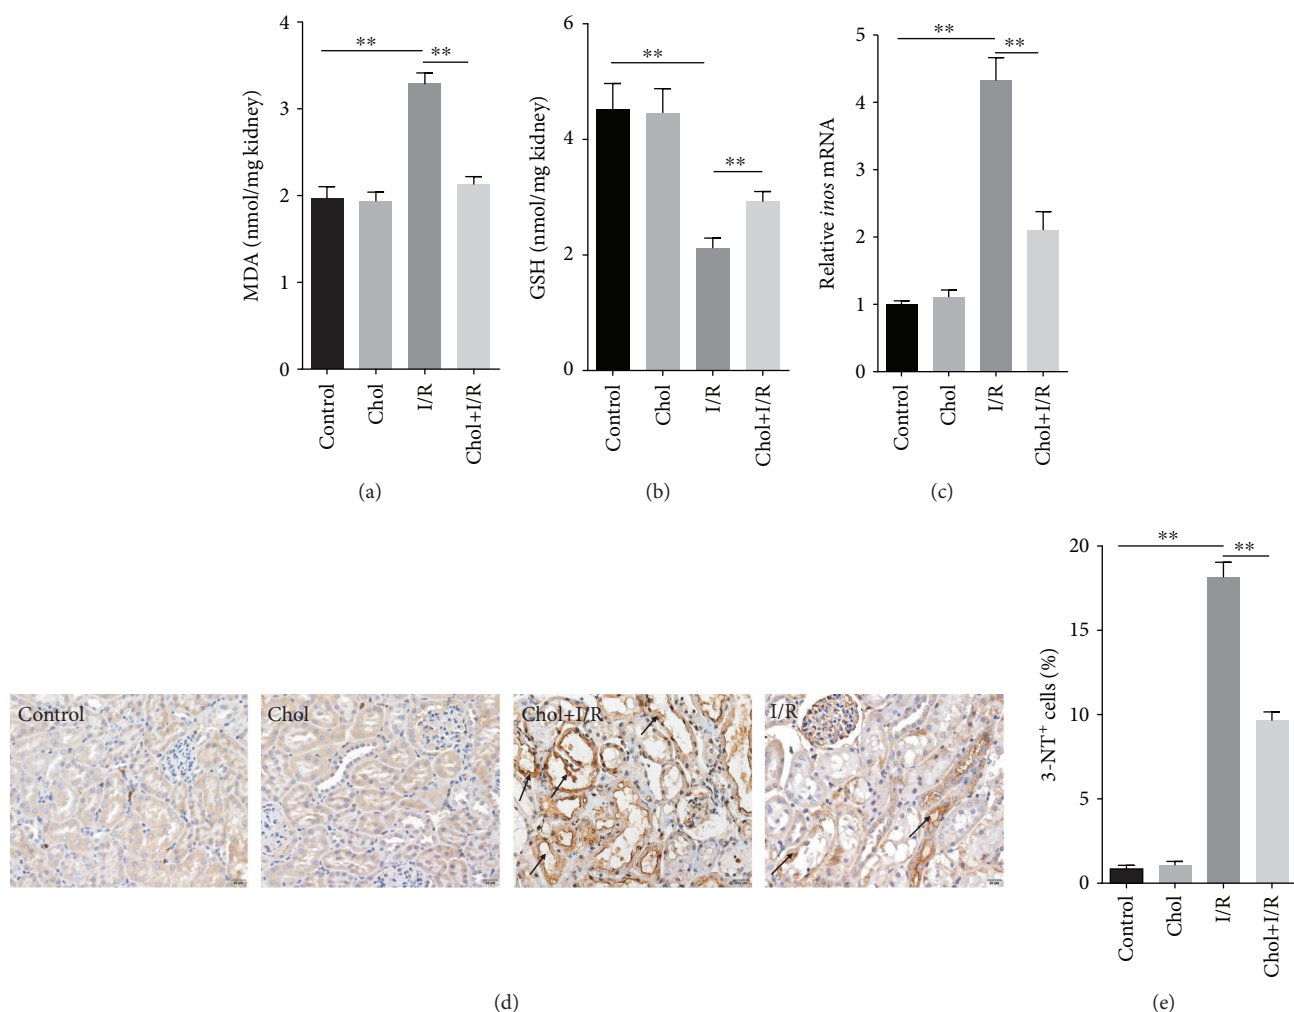 MDA (nmol/mg kidney)
4
3
2
1
0
**
**
Control
Chol
I/R
Chol+I/R
(a)
GSH (nmol/mg kidney)
6
4
2
0
**
**
Control
Chol
I/R
Chol+I/R
(b)
Relative inos mRNA
5
4
3
2
1
0
**
**
Control
Chol
I/R
Chol+I/R
(c)
Control
Chol
Chol+I/R
I/R
(d)
3-NT⁺ cells (%)
20
15
10
5
0
**
**
Control
Chol
I/R
Chol+I/R
(e)